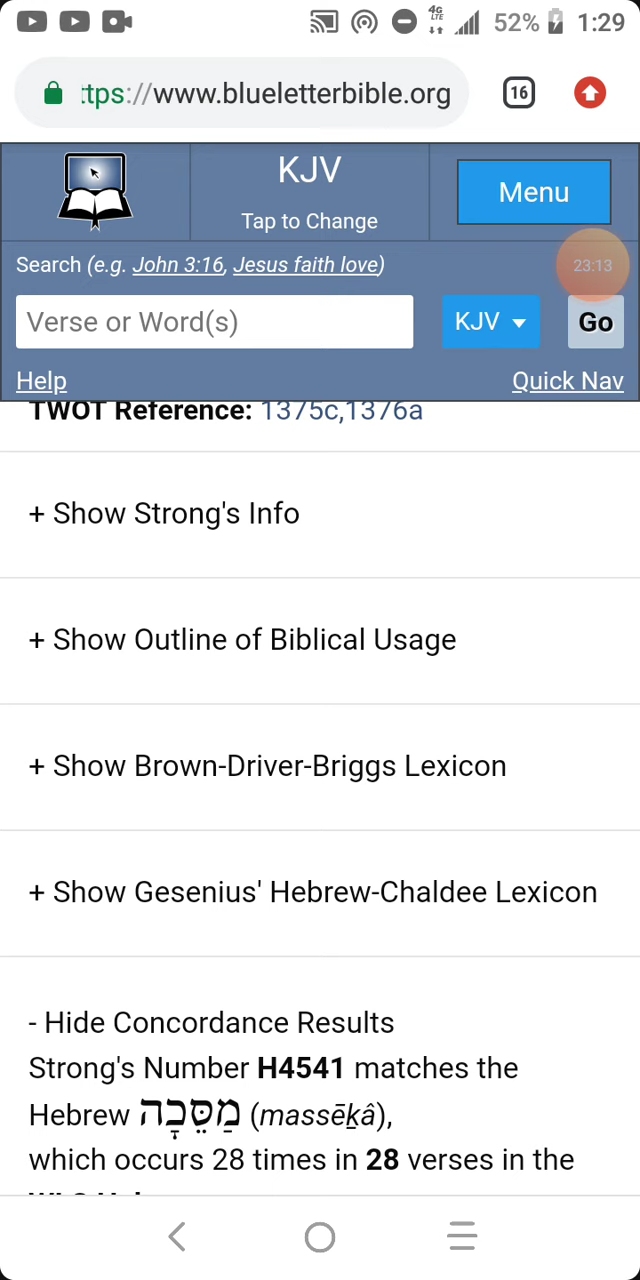 4G
LTE
52%
1:29
ttps://www.blueletterbible.org
16
KJV
Tap to Change
Menu
Search (e.g. John 3:16, Jesus faith love)
23:13
Verse or Word(s)
KJV
Go
Help
Quick Nav
TWOT Reference: 1375c,1376a
+ Show Strong's Info
+ Show Outline of Biblical Usage
+ Show Brown-Driver-Briggs Lexicon
+ Show Gesenius' Hebrew-Chaldee Lexicon
- Hide Concordance Results
Strong's Number H4541 matches the
Hebrew מַסֵּכָה (massēḵâ),
which occurs 28 times in 28 verses in the